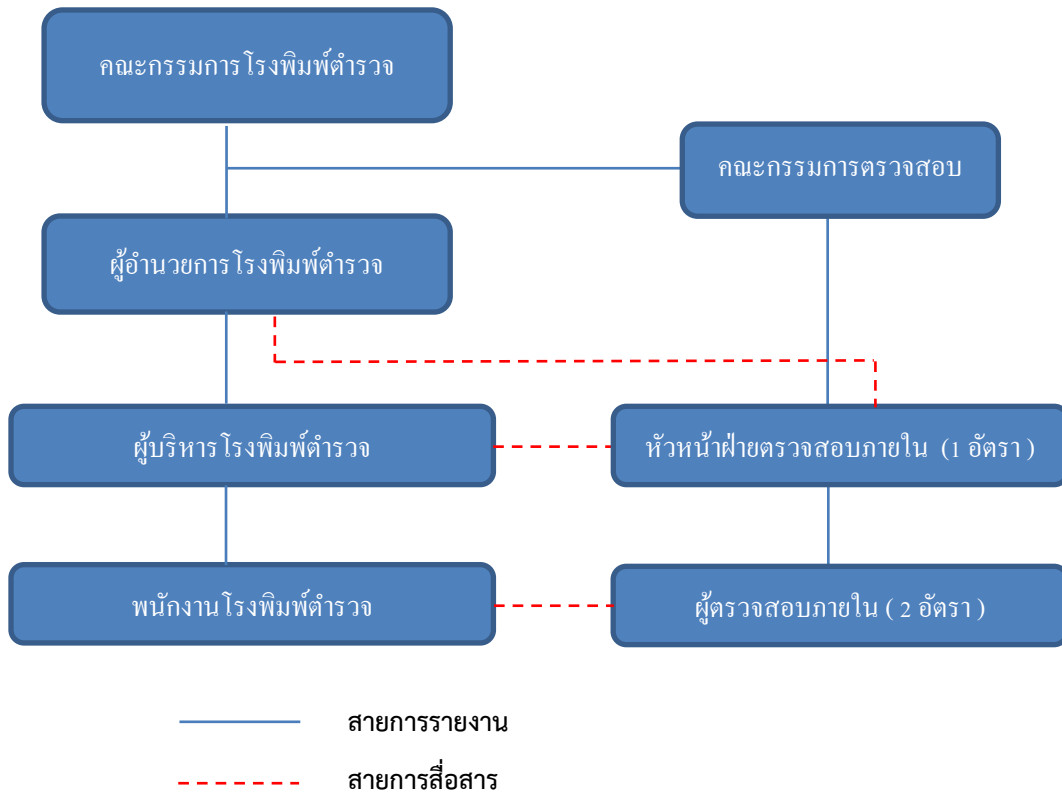 คณะกรรมการโรงพิมพ์ตำรวจ
คณะกรรมการตรวจสอบ
ผู้อำนวยการโรงพิมพ์ตำรวจ
ผู้บริหารโรงพิมพ์ตำรวจ
หัวหน้าฝ่ายตรวจสอบภายใน (1 อัตรา )
พนักงานโรงพิมพ์ตำรวจ
ผู้ตรวจสอบภายใน ( 2 อัตรา )
สายการรายงาน
สายการสื่อสาร